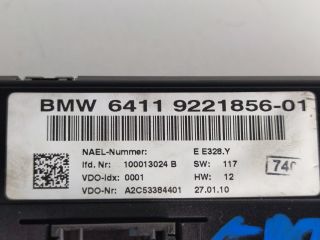 BMW 6411 9221856-01
NAEL-Nummer: E E328.Y
lfd. Nr: 100013024 B SW: 117
VDO-Idx: 0001 HW: 12
VDO-Nr: A2C53384401 27.01.10